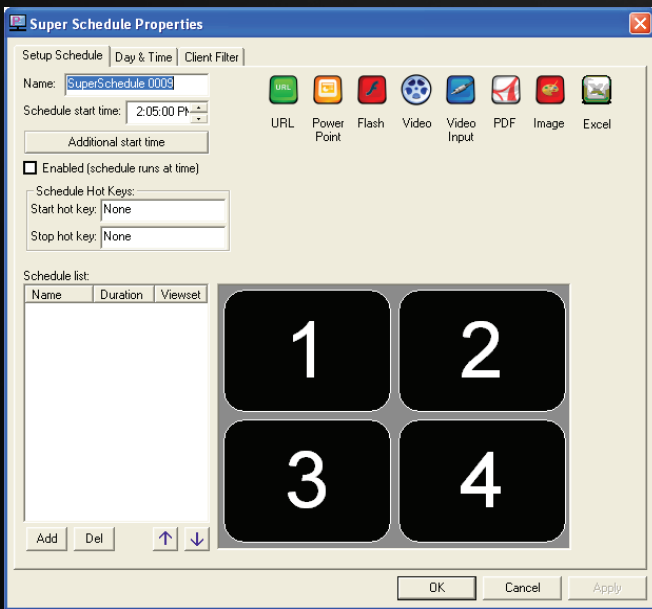 Super Schedule Properties
Setup Schedule Day & Time Client Filter
Name: SuperSchedule 0009
Schedule start time: 2:05:00 PM
Additional start time
Enabled (schedule runs at time)
Schedule Hot Keys:
Start hot key: None
Stop hot key: None
URL
URL Power Point Flash Video Video Input PDF Image Excel
Schedule list:
Name Duration Viewset
1 2
3 4
Add Del
OK Cancel Apply